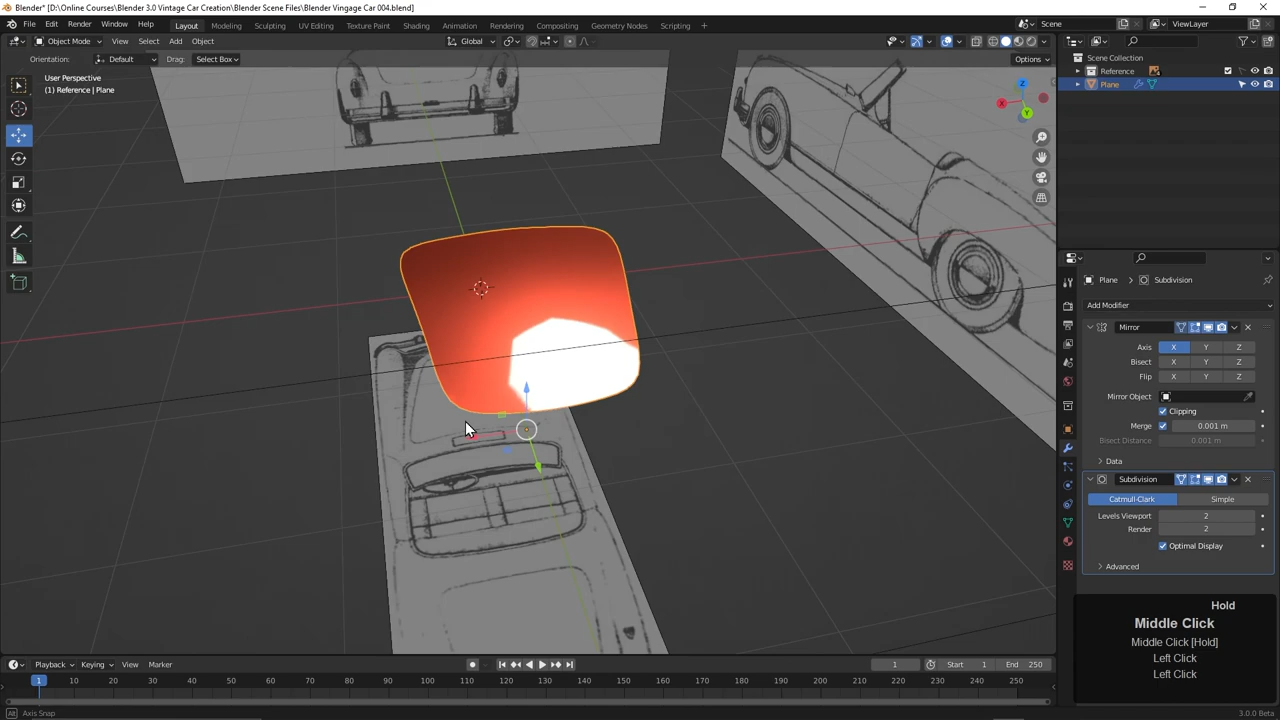 Blender* [D:\Online Courses\Blender 3.0 Vintage Car Creation\Blender Scene Files\Blender Vingage Car 004.blend]
File Edit Render Window Help Layout Modeling Sculpting UV Editing Texture Paint Shading Animation Rendering Compositing Geometry Nodes Scripting + Scene ViewLayer
Object Mode View Select Add Object Global
Orientation: Default Drag: Select Box Options
User Perspective
(1) Reference | Plane
Scene Collection
Reference
Plane
X
Y
Z
Plane Subdivision
Add Modifier
Mirror
Axis X Y Z
Bisect X Y Z
Flip X Y Z
Mirror Object
Clipping
Merge 0.001 m
Bisect Distance 0.001 m
Data
Subdivision
Catmull-Clark Simple
Levels Viewport 2
Render 2
Optimal Display
Advanced
Hold
Middle Click
Middle Click [Hold]
Left Click
Left Click
Playback Keying View Marker 1 Start 1 End 250
1 10 20 30 40 50 60 70 80 90 100 110 120 130 140 150 160 170 180 190 200 210 220 230 240 250
Axis Snap 3.0.0 Beta